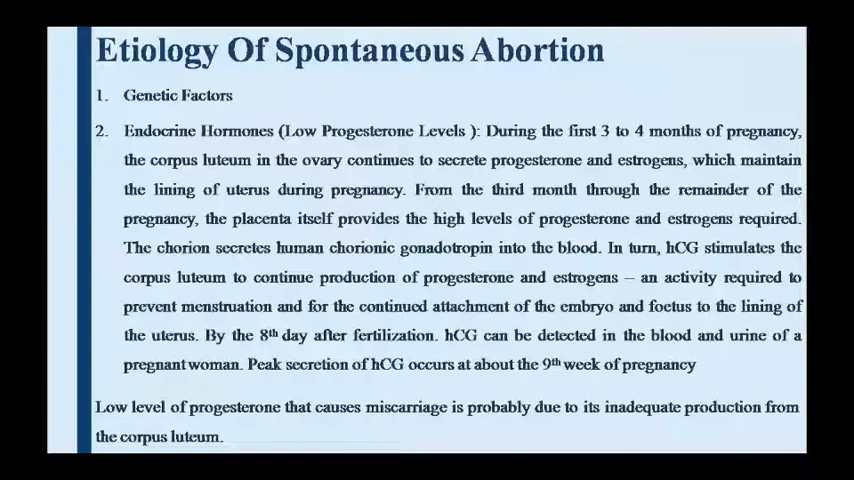 Etiology Of Spontaneous Abortion
1. Genetic Factors
2. Endocrine Hormones (Low Progesterone Levels ): During the first 3 to 4 months of pregnancy,
the corpus luteum in the ovary continues to secrete progesterone and estrogens, which maintain
the lining of uterus during pregnancy. From the third month through the remainder of the
pregnancy, the placenta itself provides the high levels of progesterone and estrogens required.
The chorion secretes human chorionic gonadotropin into the blood. In turn, hCG stimulates the
corpus luteum to continue production of progesterone and estrogens – an activity required to
prevent menstruation and for the continued attachment of the embryo and foetus to the lining of
the uterus. By the 8th day after fertilization. hCG can be detected in the blood and urine of a
pregnant woman. Peak secretion of hCG occurs at about the 9th week of pregnancy
Low level of progesterone that causes miscarriage is probably due to its inadequate production from
the corpus luteum.